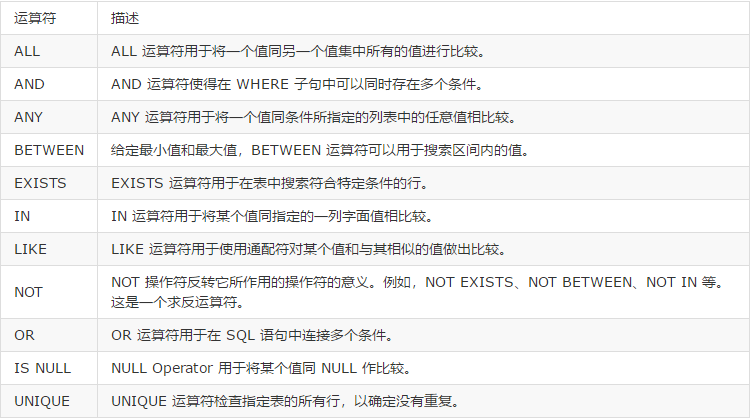 运算符 描述
ALL ALL 运算符用于将一个值同另一个值集中所有的值进行比较。
AND AND 运算符使得在 WHERE 子句中可以同时存在多个条件。
ANY ANY 运算符用于将一个值同条件所指定的列表中的任意值相比较。
BETWEEN 给定最小值和最大值，BETWEEN 运算符可以用于搜索区间内的值。
EXISTS EXISTS 运算符用于在表中搜索符合特定条件的行。
IN IN 运算符用于将某个值同指定的一列字面值相比较。
LIKE LIKE 运算符用于使用通配符对某个值和与其相似的值做出比较。
NOT NOT 操作符反转它所作用的操作符的意义。例如，NOT EXISTS、NOT BETWEEN、NOT IN 等。
这是一个求反运算符。
OR OR 运算符用于在 SQL 语句中连接多个条件。
IS NULL NULL Operator 用于将某个值同 NULL 作比较。
UNIQUE UNIQUE 运算符检查指定表的所有行，以确定没有重复。